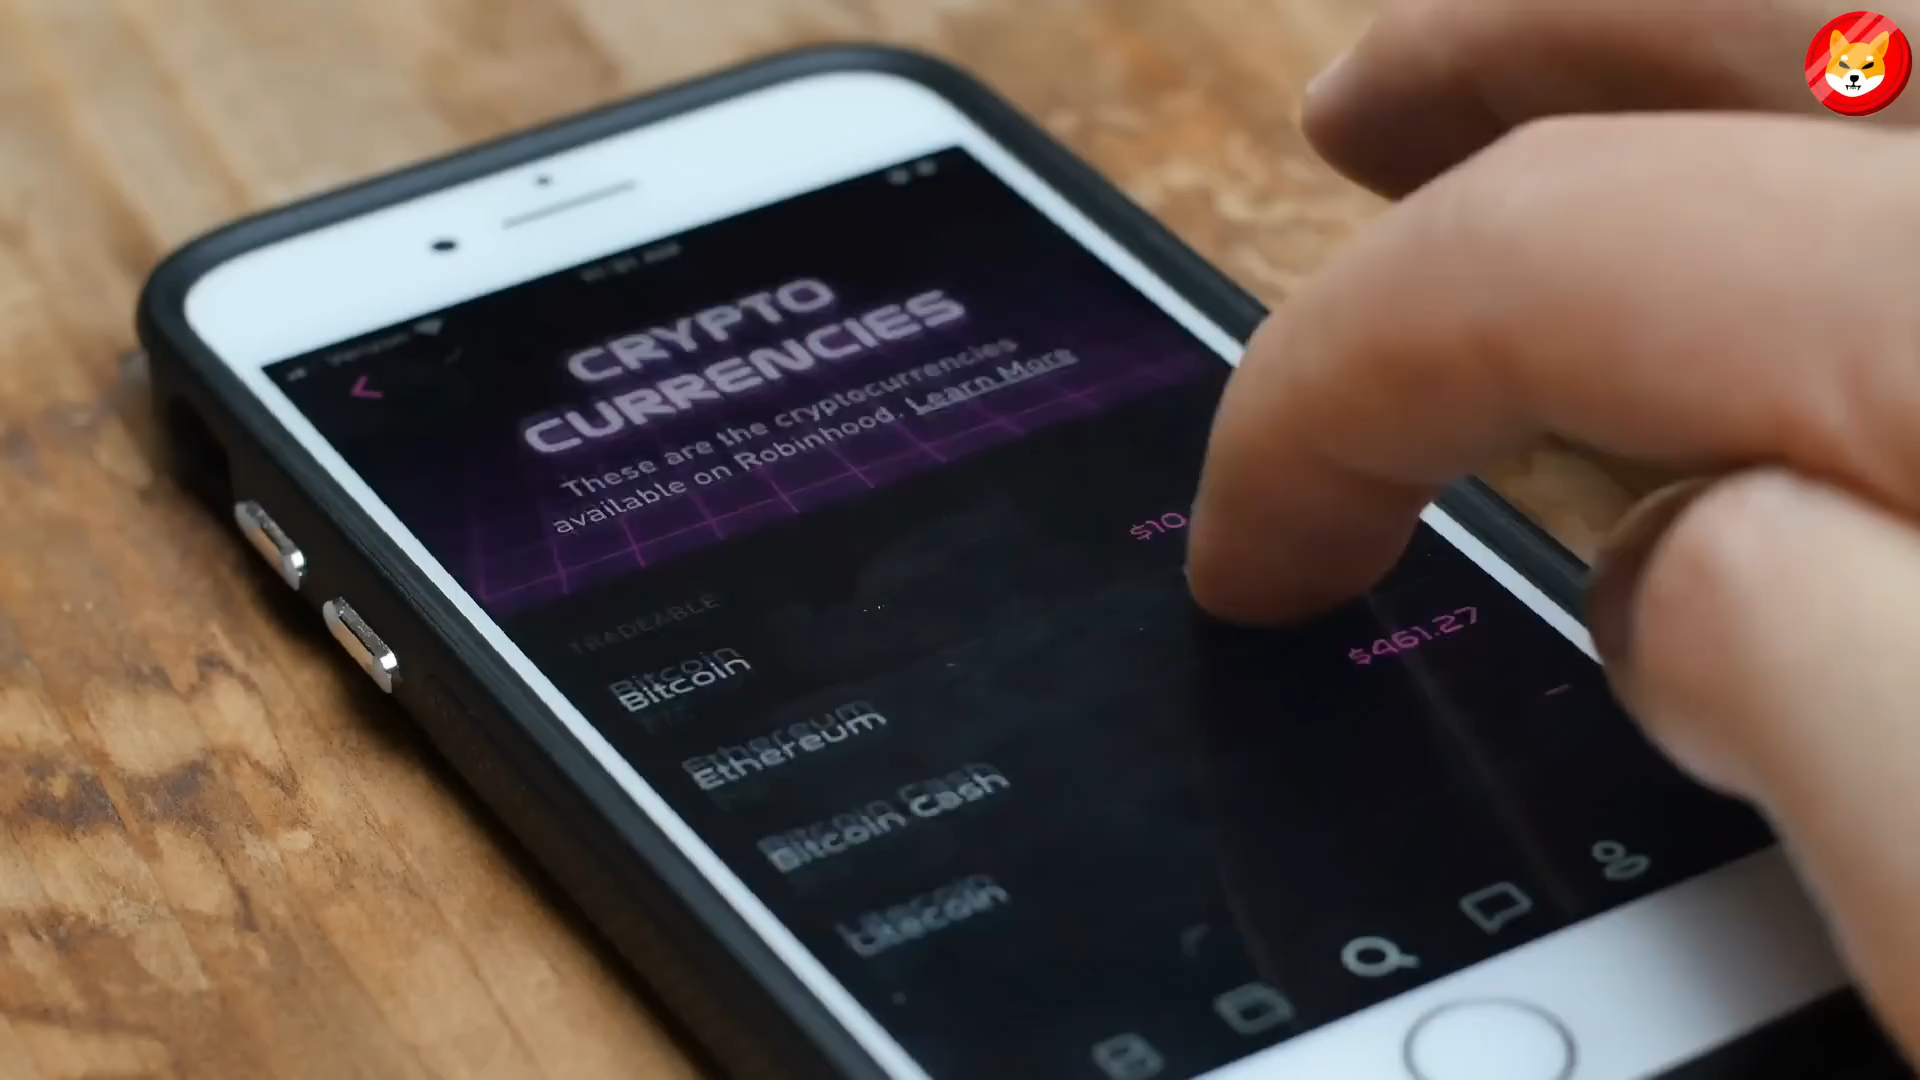 CRYPTO
CURRENCIES
These are the cryptocurrencies
available on Robinhood. Learn More
TRADEABLE
$10
Bitcoin
$461.27
Ethereum
Bitcoin Cash
Litecoin